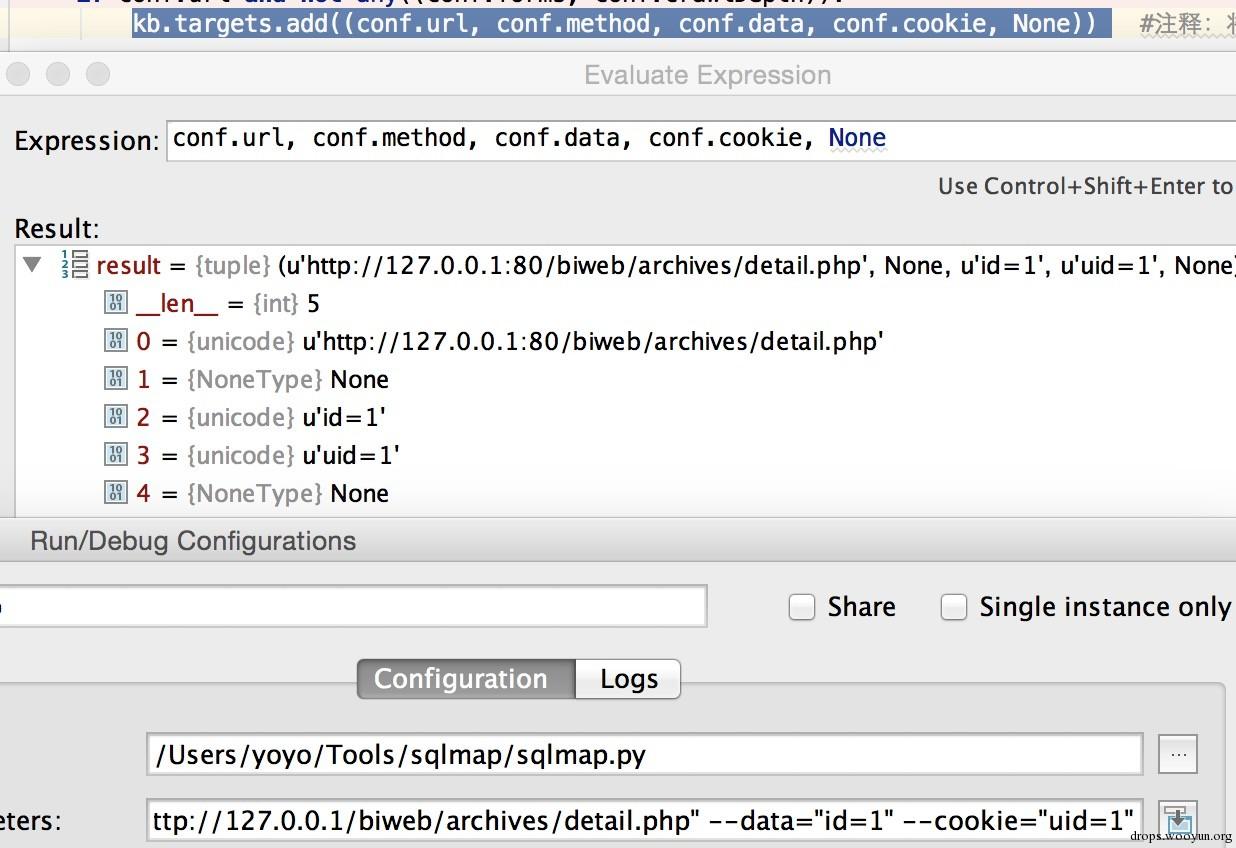 kb.targets.add((conf.url, conf.method, conf.data, conf.cookie, None)) #注释：将
Evaluate Expression
Expression: conf.url, conf.method, conf.data, conf.cookie, None
Use Control+Shift+Enter to
Result:
result = {tuple} (u'http://127.0.0.1:80/biweb/archives/detail.php', None, u'id=1', u'uid=1', None)
__len__ = {int} 5
0 = {unicode} u'http://127.0.0.1:80/biweb/archives/detail.php'
1 = {NoneType} None
2 = {unicode} u'id=1'
3 = {unicode} u'uid=1'
4 = {NoneType} None
Run/Debug Configurations
Share Single instance only
Configuration Logs
/Users/yoyo/Tools/sqlmap/sqlmap.py ...
eters: ttp://127.0.0.1/biweb/archives/detail.php" --data="id=1" --cookie="uid=1"
drops.wooyun.org